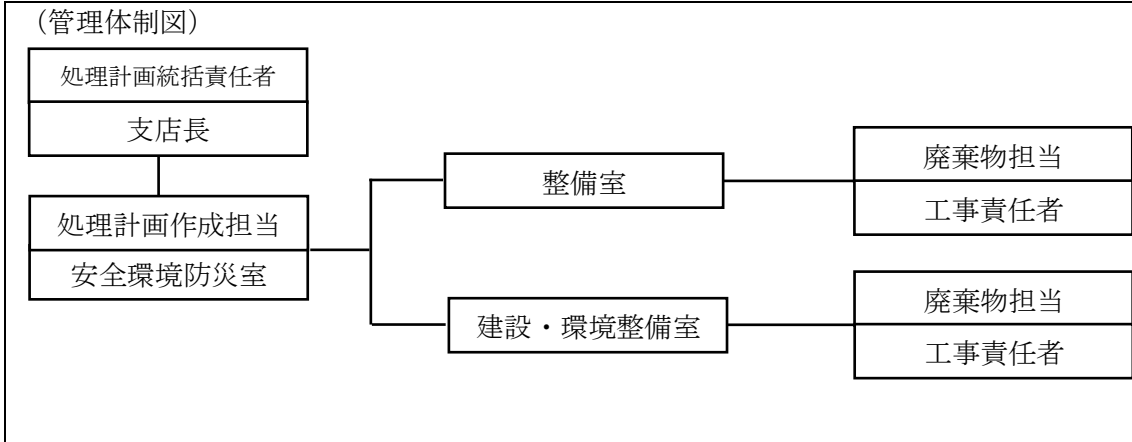 （管理体制図）
処理計画統括責任者
支店長
処理計画作成担当
安全環境防災室
整備室
廃棄物担当
工事責任者
建設・環境整備室
廃棄物担当
工事責任者